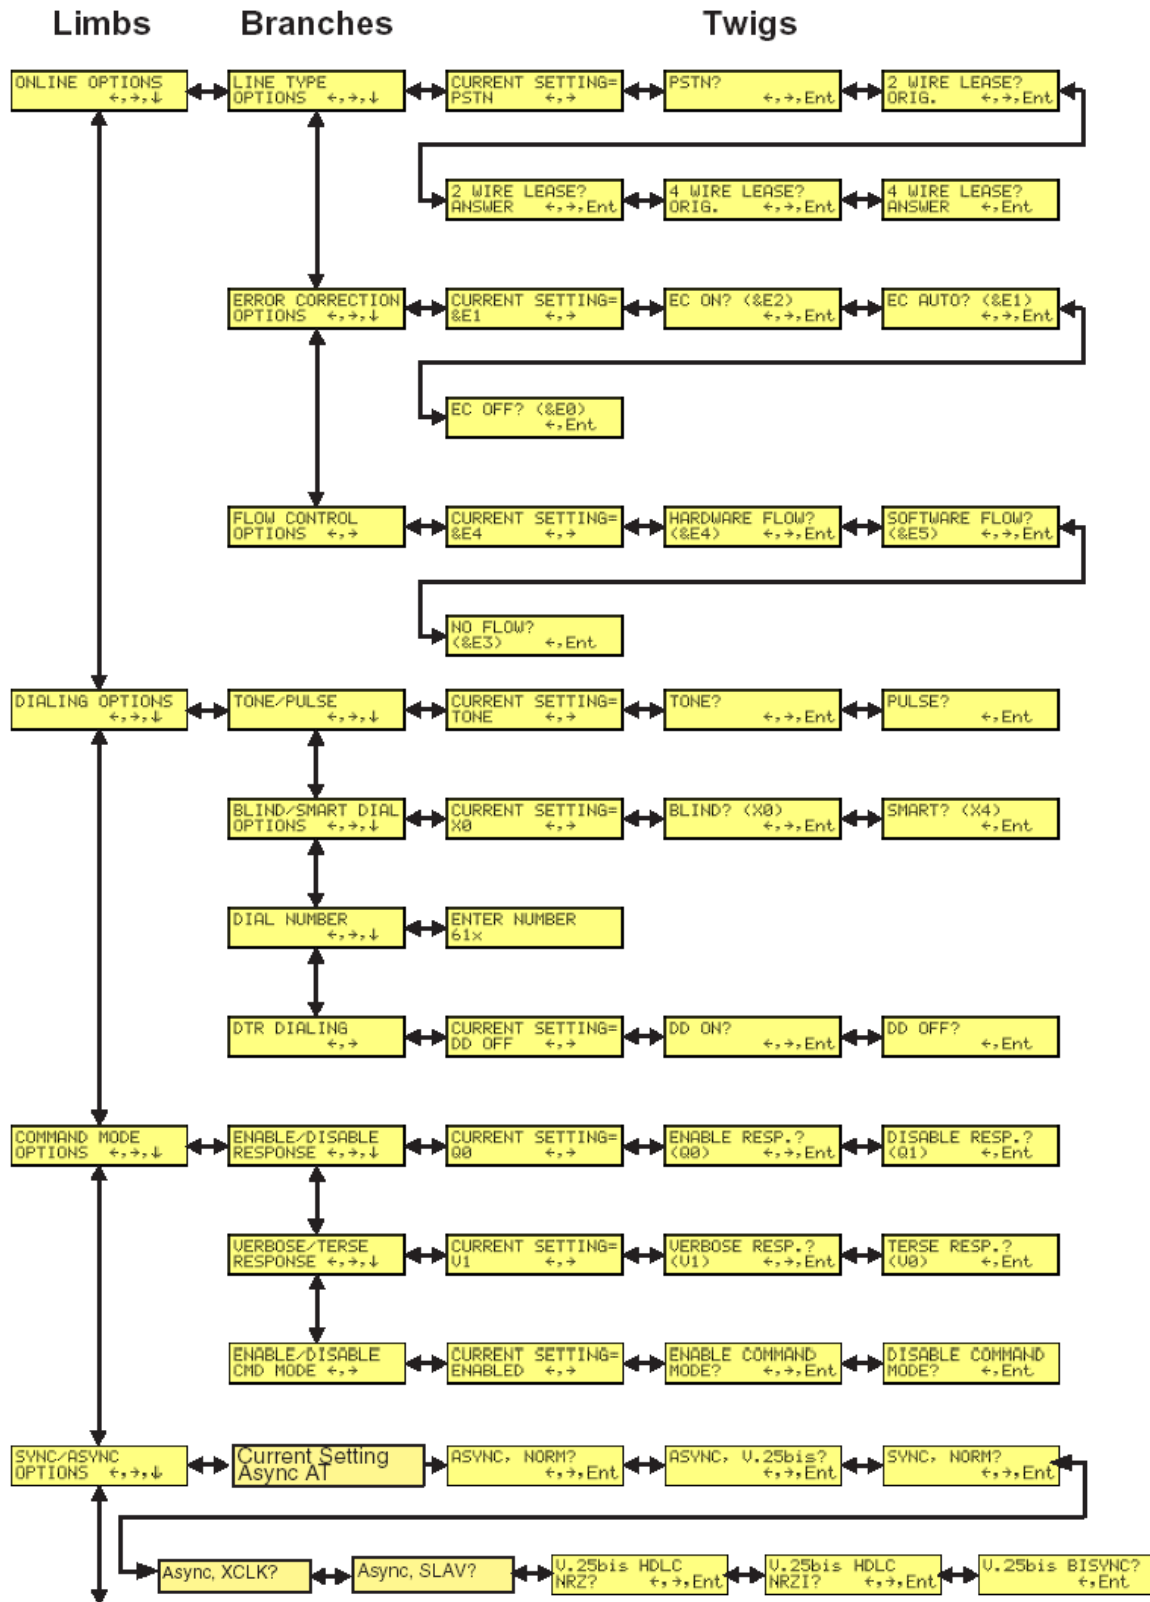 Limbs Branches Twigs
ONLINE OPTIONS
←,→,↓
LINE TYPE
OPTIONS ←,→,↓
CURRENT SETTING=
PSTN ←,→
PSTN?
←,→,Ent
2 WIRE LEASE?
ORIG. ←,→,Ent
2 WIRE LEASE?
ANSWER ←,→,Ent
4 WIRE LEASE?
ORIG. ←,→,Ent
4 WIRE LEASE?
ANSWER ←,Ent
ERROR CORRECTION
OPTIONS ←,→,↓
CURRENT SETTING=
&E1 ←,→
EC ON? (&E2)
←,→,Ent
EC AUTO? (&E1)
←,→,Ent
EC OFF? (&E0)
←,Ent
FLOW CONTROL
OPTIONS ←,→
CURRENT SETTING=
&E4 ←,→
HARDWARE FLOW?
(&E4) ←,→,Ent
SOFTWARE FLOW?
(&E5) ←,→,Ent
NO FLOW?
(&E3) ←,Ent
DIALING OPTIONS
←,→,↓
TONE/PULSE
←,→,↓
CURRENT SETTING=
TONE ←,→
TONE?
←,→,Ent
PULSE?
←,Ent
BLIND/SMART DIAL
OPTIONS ←,→,↓
CURRENT SETTING=
X0 ←,→
BLIND? (X0)
←,→,Ent
SMART? (X4)
←,Ent
DIAL NUMBER
←,→,↓
ENTER NUMBER
61x
DTR DIALING
←,→
CURRENT SETTING=
DD OFF ←,→
DD ON?
←,→,Ent
DD OFF?
←,Ent
COMMAND MODE
OPTIONS ←,→,↓
ENABLE/DISABLE
RESPONSE ←,→,↓
CURRENT SETTING=
Q0 ←,→
ENABLE RESP.?
(Q0) ←,→,Ent
DISABLE RESP.?
(Q1) ←,Ent
VERBOSE/TERSE
RESPONSE ←,→,↓
CURRENT SETTING=
V1 ←,→
VERBOSE RESP.?
(V1) ←,→,Ent
TERSE RESP.?
(V0) ←,Ent
ENABLE/DISABLE
CMD MODE ←,→
CURRENT SETTING=
ENABLED ←,→
ENABLE COMMAND
MODE? ←,→,Ent
DISABLE COMMAND
MODE? ←,Ent
SYNC/ASYNC
OPTIONS ←,→,↓
Current Setting
Async AT
ASYNC, NORM?
←,→,Ent
ASYNC, V.25bis?
←,→,Ent
SYNC, NORM?
←,→,Ent
Async, XCLK?
Async, SLAV?
V.25bis HDLC
NRZ? ←,→,Ent
V.25bis HDLC
NRZI? ←,→,Ent
V.25bis BISYNC?
←,Ent